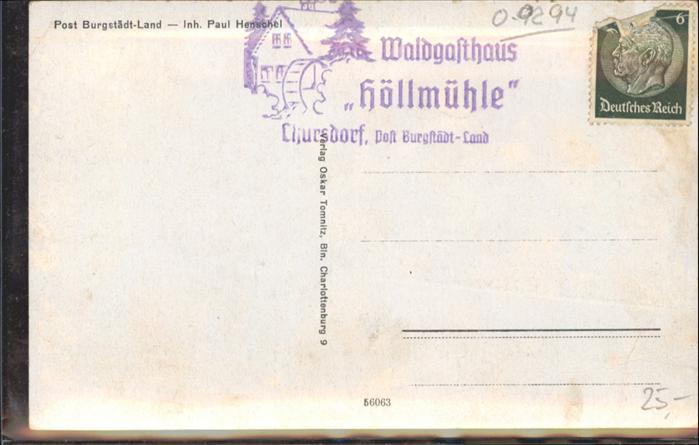 Post Burgstädt-Land — Inh. Paul Henschel
0-9294
Waldgasthaus
„Höllmühle“
Chursdorf, Post Burgstädt-Land
6
Deutsches Reich
Verlag Oskar Tomnitz, Bln. Charlottenburg 9
56063
25,-